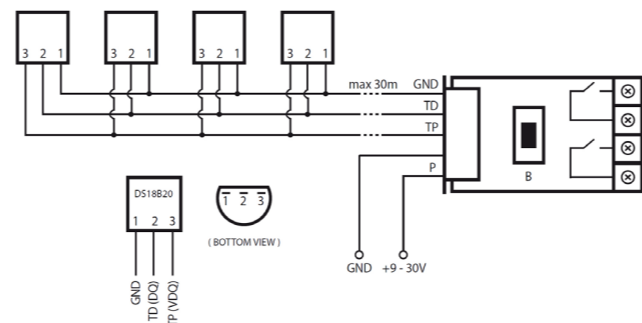 3 2 1
3 2 1
3 2 1
3 2 1
max 30m
GND
TD
TP
P
B
DS18B20
1 2 3
1 2 3
( BOTTOM VIEW )
GND
TD (DQ)
TP (VDQ)
GND
+9 - 30V